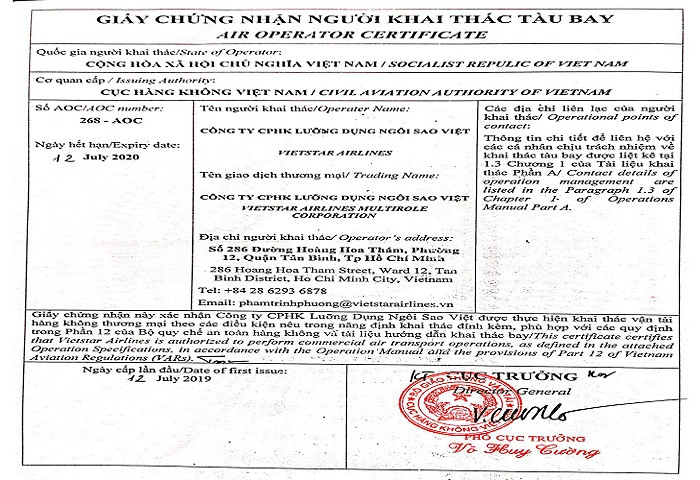 GIẤY CHỨNG NHẬN NGƯỜI KHAI THÁC TÀU BAY
AIR OPERATOR CERTIFICATE
Quốc gia người khai thác/State of Operator:
CỘNG HÒA XÃ HỘI CHỦ NGHĨA VIỆT NAM / SOCIALIST REPULIC OF VIET NAM
Cơ quan cấp / Issuing Authority:
CỤC HÀNG KHÔNG VIỆT NAM / CIVIL AVIATION AUTHORITY OF VIETNAM
Số AOC/AOC number:
268 - AOC
Ngày hết hạn/Expiry date:
12 July 2020
Tên người khai thác/Operater Name:
CÔNG TY CPHK LƯỠNG DỤNG NGÔI SAO VIỆT
VIETSTAR AIRLINES
Tên giao dịch thương mại/ Trading Name:
CÔNG TY CPHK LƯỠNG DỤNG NGÔI SAO VIỆT
VIETSTAR AIRLINES MULTIROLE
CORPORATION
Địa chỉ người khai thác/ Operator's address:
Số 286 Đường Hoàng Hoa Thám, Phường
12, Quận Tân Bình, Tp Hồ Chí Minh
286 Hoang Hoa Tham Street, Ward 12, Tan
Binh District, Ho Chi Minh City, Vietnam
Tel: +84 28 6293 6878
Email: phamtrinhphuong@vietstarairlines.vn
Các địa chỉ liên lạc của người
khai thác/ Operational points of
contact:
Thông tin chi tiết để liên hệ với
các cá nhân chịu trách nhiệm về
khai thác tàu bay được liệt kê tại
1.3 Chương 1 của Tài liệu khai
thác Phần A/ Contact details of
operation management are
listed in the Paragraph 1.3 of
Chapter 1- of Operations
Manual Part A.
Giấy chứng nhận này xác nhận Công Ty CPHK Lưỡng Dụng Ngôi Sao Việt được thực hiện khai thác vận tải
hàng không thương mại theo các điều kiện nêu trong năng định khai thác đính kèm, phù hợp với các quy định
trong Phần 12 của Bộ quy chế an toàn hàng không và tài liệu hướng dẫn khai thác bay/This certificate certifies
that Vietstar Airlines is authorized to perform commercial air transport operations, as defined in the attached
Operation Specifications, in accordance with the Operation Manual and the provisions of Part 12 of Vietnam
Aviation Regulations (VARs).
Ngày cấp lần đầu/Date of first issue:
12 July 2019
KT CỤC TRƯỞNG
Director General
PHÓ CỤC TRƯỞNG
Võ Huy Cường